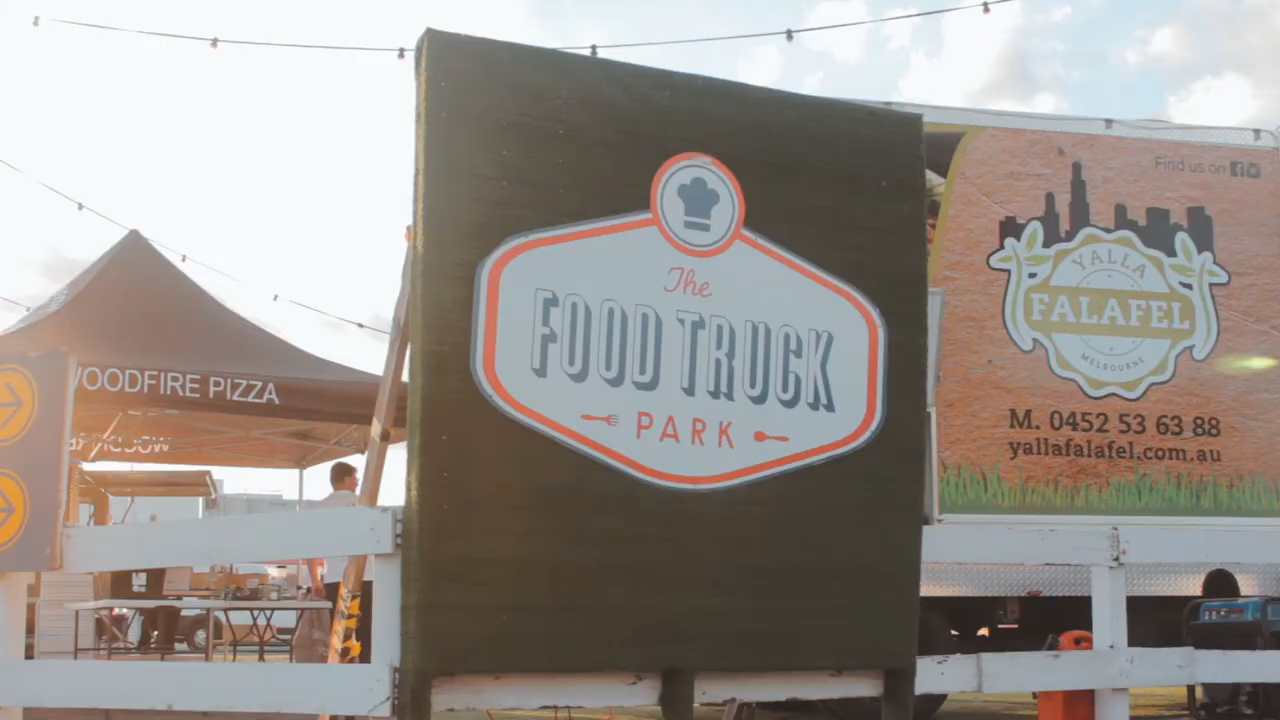 The
FOOD TRUCK
PARK
WOODFIRE PIZZA
Find us on
YALLA
FALAFEL
MELBOURNE
M. 0452 53 63 88
yallafalafel.com.au